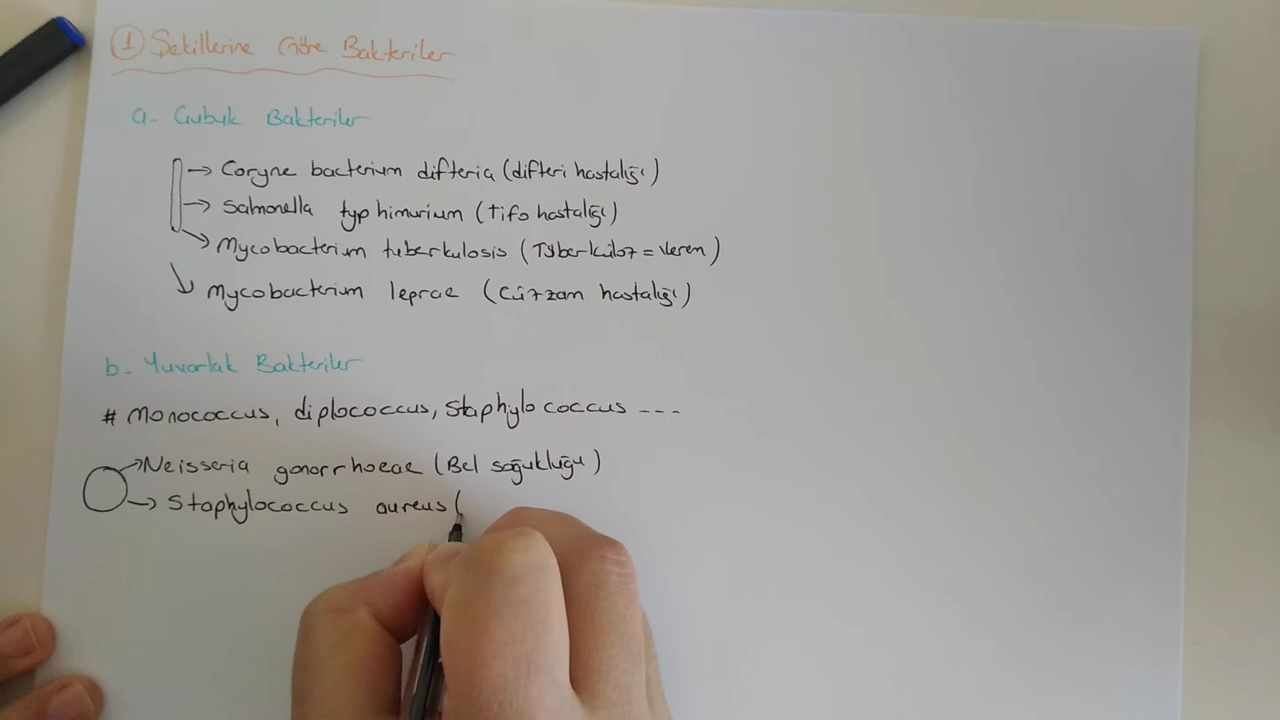 1 Şekillerine Göre Bakteriler
a- Çubuk Bakteriler
→ Coryne bacterium difteria (difteri hastalığı)
→ Salmonella typhimurium (tifo hastalığı)
→ Mycobacterium tuberkulosis (Tüberküloz = Verem)
→ Mycobacterium leprae (Cüzzam hastalığı)
b- Yuvarlak Bakteriler
# Monococcus, diplococcus, Staphylococcus ---
→ Neisseria gonorrhoeae (Bel soğukluğu)
→ Staphylococcus aureus (